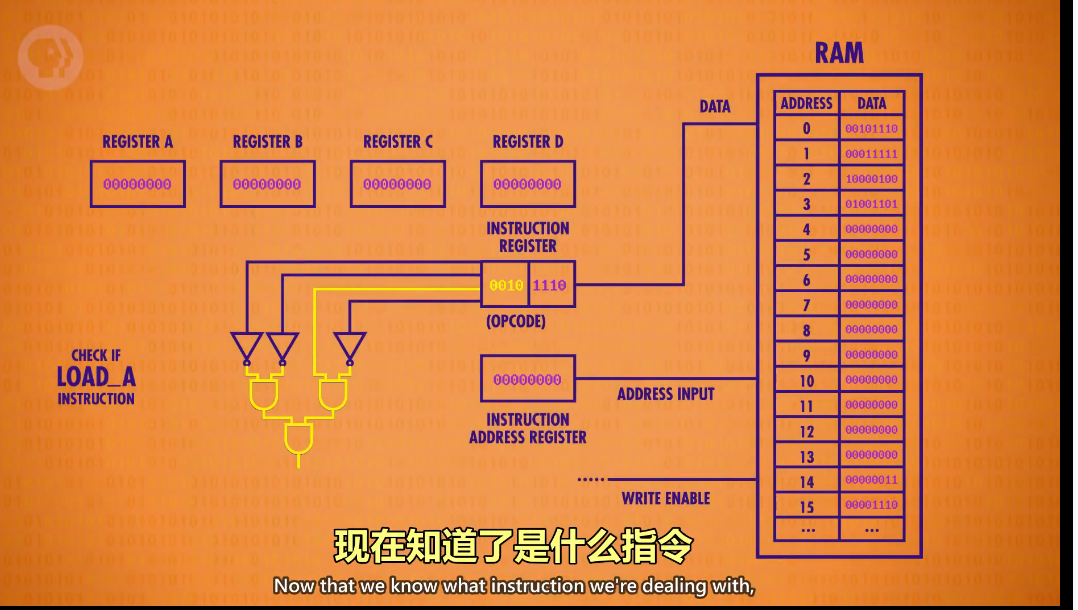 RAM
DATA
ADDRESS DATA
0 00101110
1 00011111
2 10000100
3 01001101
4 00000000
5 00000000
6 00000000
7 00000000
8 00000000
9 00000000
10 00000000
11 00000000
12 00000000
13 00000000
14 00000011
15 00001110
... ...
REGISTER A
00000000
REGISTER B
00000000
REGISTER C
00000000
REGISTER D
00000000
INSTRUCTION
REGISTER
0010 1110
(OPCODE)
CHECK IF
LOAD_A
INSTRUCTION
00000000
ADDRESS INPUT
INSTRUCTION
ADDRESS REGISTER
WRITE ENABLE
现在知道了是什么指令
Now that we know what instruction we're dealing with,